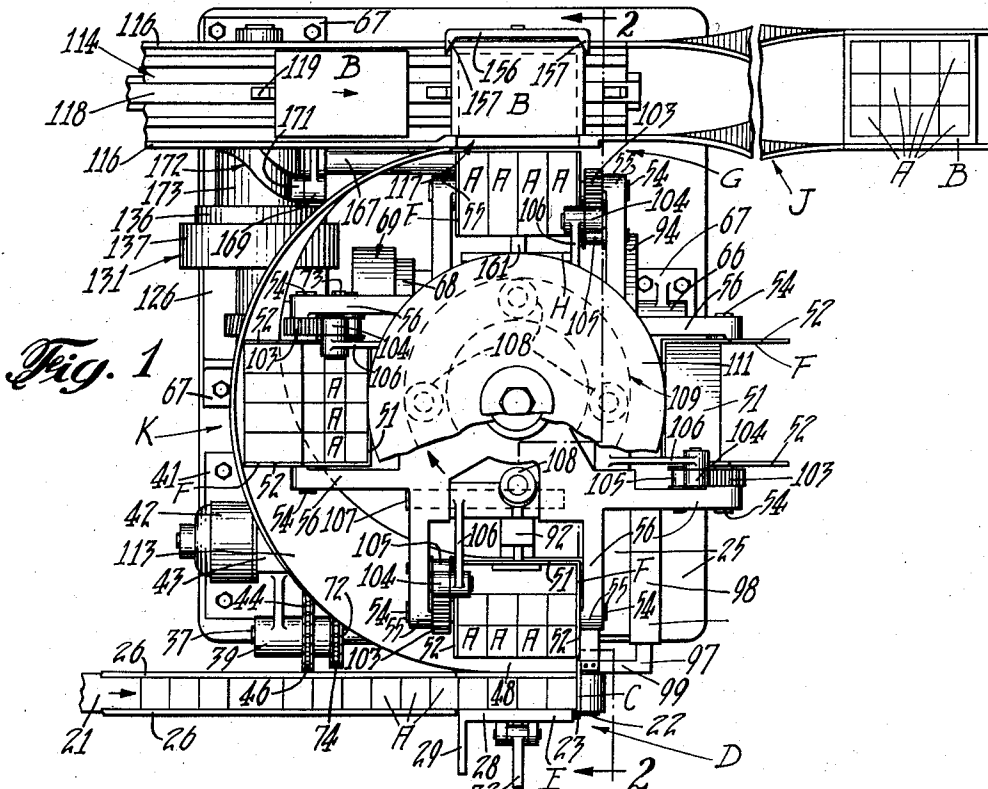 116 67 2
114 119 B 156 157
118 157 B 103
171 A B
116 117 53 54 G J
172 F A A A A 104
173 167 55 106 94 67
136 169 69 161 H 66
137 73 68 105 56 54
131 54 52
126 52 56
103 104 108 111 F
Fig. 1 106 109 51
67 A 51 106 104 52
K A
41 F A 105 103
52 108 54
42 54 56 107 106 92 56 25
113 105 51 F 98
43 104 55
44 72 54 54
37 55 A A A 52 97
39 103 52 99
26 46 48 C
21 A 23 22
26 74 29 28 E D
2